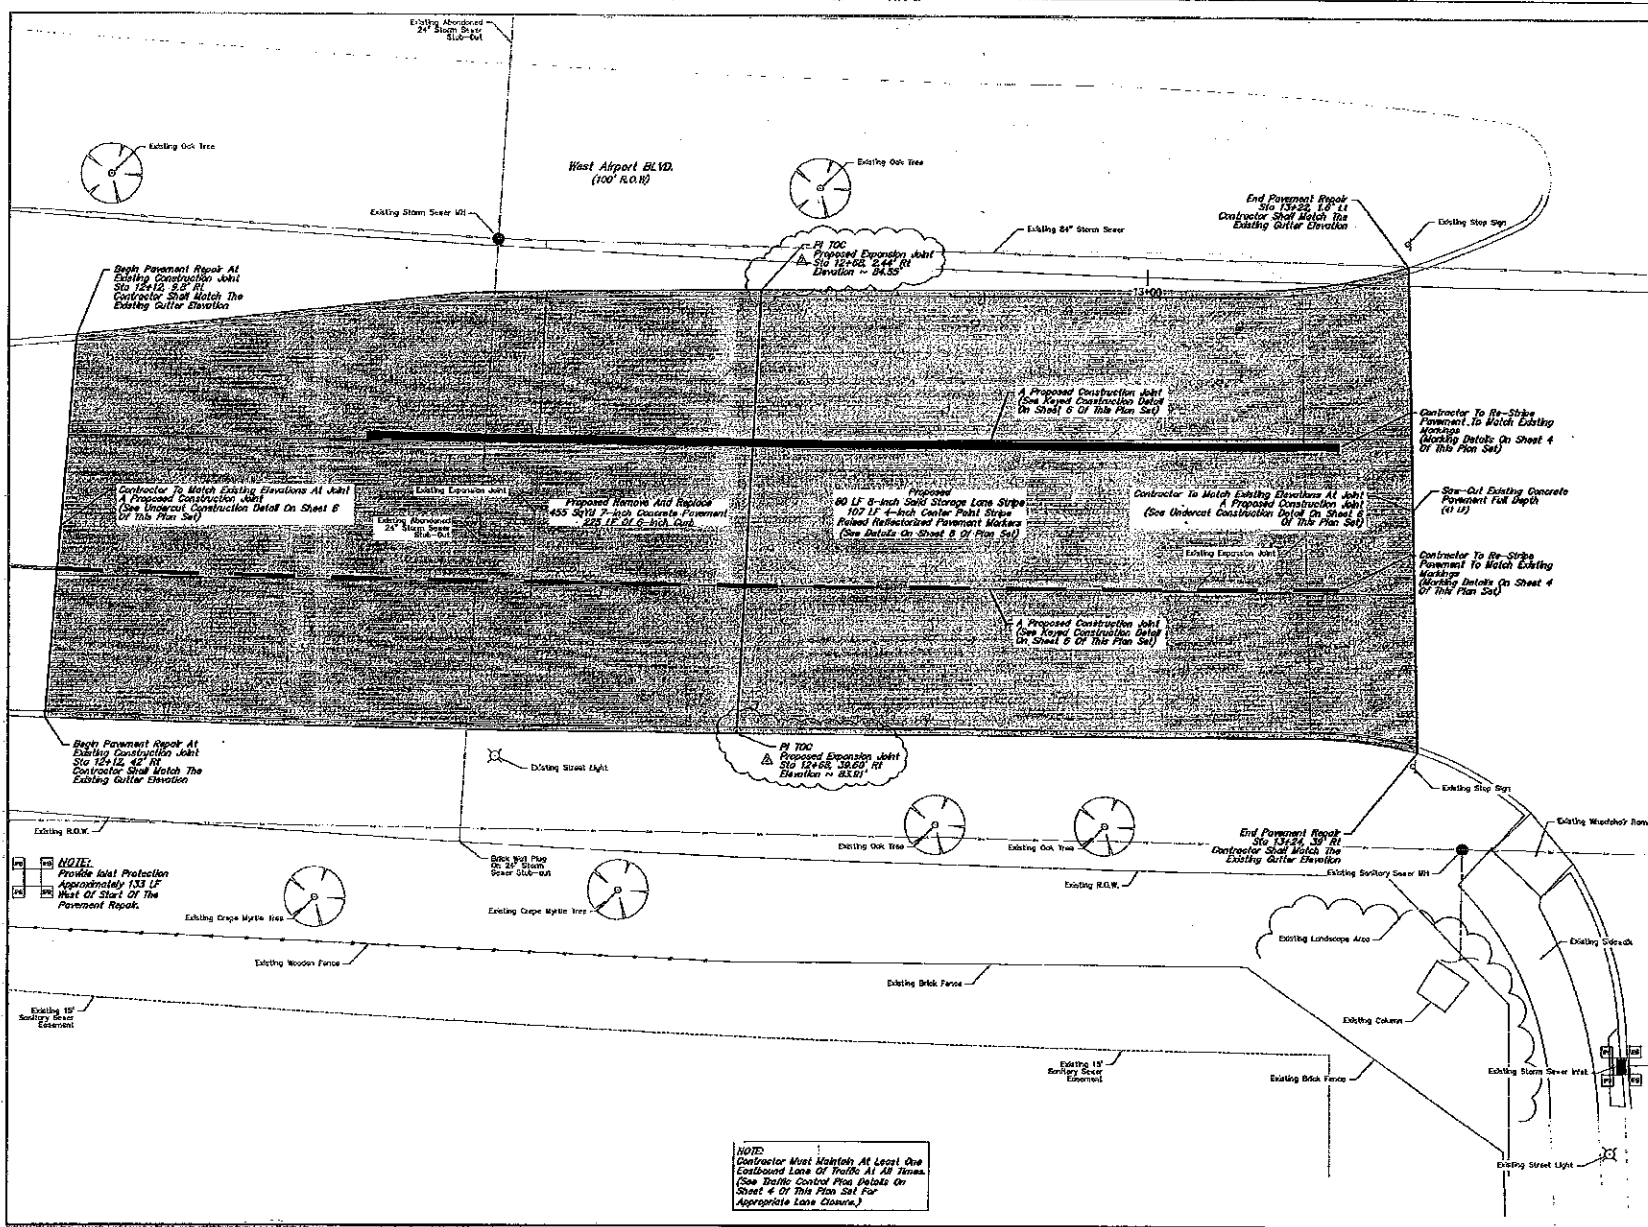 Existing Abandoned
24" Storm Sewer
Stub-Out
Existing Oak Tree
West Airport BLVD.
(100' R.O.W)
Existing Oak Tree
Existing Storm Sewer MH
End Pavement Repair
Sta 13+22, 1.6' Lt
Contractor Shall Match The
Existing Gutter Elevation
Existing Stop Sign
Existing 84" Storm Sewer
PI TOC
Proposed Expansion Joint
Sta 12+68, 2.44' Rt
Elevation ~ 84.55'
Begin Pavement Repair At
Existing Construction Joint
Sta 12+12, 9.8' Rt
Contractor Shall Match The
Existing Gutter Elevation
13+00
A Proposed Construction Joint
(See Keyed Construction Detail
On Sheet 6 Of This Plan Set)
Contractor To Re-Stripe
Pavement To Match Existing
Markings
(Marking Details On Sheet 4
Of This Plan Set)
Contractor To Match Existing Elevations At Joint
A Proposed Construction Joint
(See Undercut Construction Detail On Sheet 6
Of This Plan Set)
Existing Expansion Joint
Existing Abandoned
24" Storm Sewer
Stub-Out
Proposed Remove And Replace
455 SqYd 7-Inch Concrete Pavement
225 LF Of 6-Inch Curb
Proposed
80 LF 8-Inch Solid Storage Lane Stripe
107 LF 4-Inch Center Point Stripe
Raised Reflectorized Pavement Markers
(See Details On Sheet 8 Of Plan Set)
Contractor To Match Existing Elevations At Joint
A Proposed Construction Joint
(See Undercut Construction Detail On Sheet 6
Of This Plan Set)
Existing Expansion Joint
Saw-Cut Existing Concrete
Pavement Full Depth
(41 LF)
Contractor To Re-Stripe
Pavement To Match Existing
Markings
(Marking Details On Sheet 4
Of This Plan Set)
A Proposed Construction Joint
(See Keyed Construction Detail
On Sheet 6 Of This Plan Set)
Begin Pavement Repair At
Existing Construction Joint
Sta 12+12, 42' Rt
Contractor Shall Match The
Existing Gutter Elevation
Existing Street Light
PI TOC
Proposed Expansion Joint
Sta 12+68, 39.60' Rt
Elevation ~ 83.91'
Existing Stop Sign
Existing R.O.W.
Existing Oak Tree
Existing Oak Tree
End Pavement Repair
Sta 13+24, 39' Rt
Contractor Shall Match The
Existing Gutter Elevation
Existing Wheelchair Ram
Existing Sanitary Sewer MH
NOTE:
Provide Inlet Protection
Approximately 133 LF
West Of Start Of The
Pavement Repair.
Brick Wall Plug
On 24" Storm
Sewer Stub-out
Existing R.O.W.
Existing Crepe Myrtle Tree
Existing Crepe Myrtle Tree
Existing Landscape Area
Existing Sidewalk
Existing Wooden Fence
Existing Brick Fence
Existing 15'
Sanitary Sewer
Easement
Existing Column
Existing 15'
Sanitary Sewer
Easement
Existing Brick Fence
Existing Storm Sewer Inlet
NOTE:
Contractor Must Maintain At Least One
Eastbound Lane Of Traffic At All Times.
(See Traffic Control Plan Details On
Sheet 4 Of This Plan Set For
Appropriate Lane Closure.)
Existing Street Light